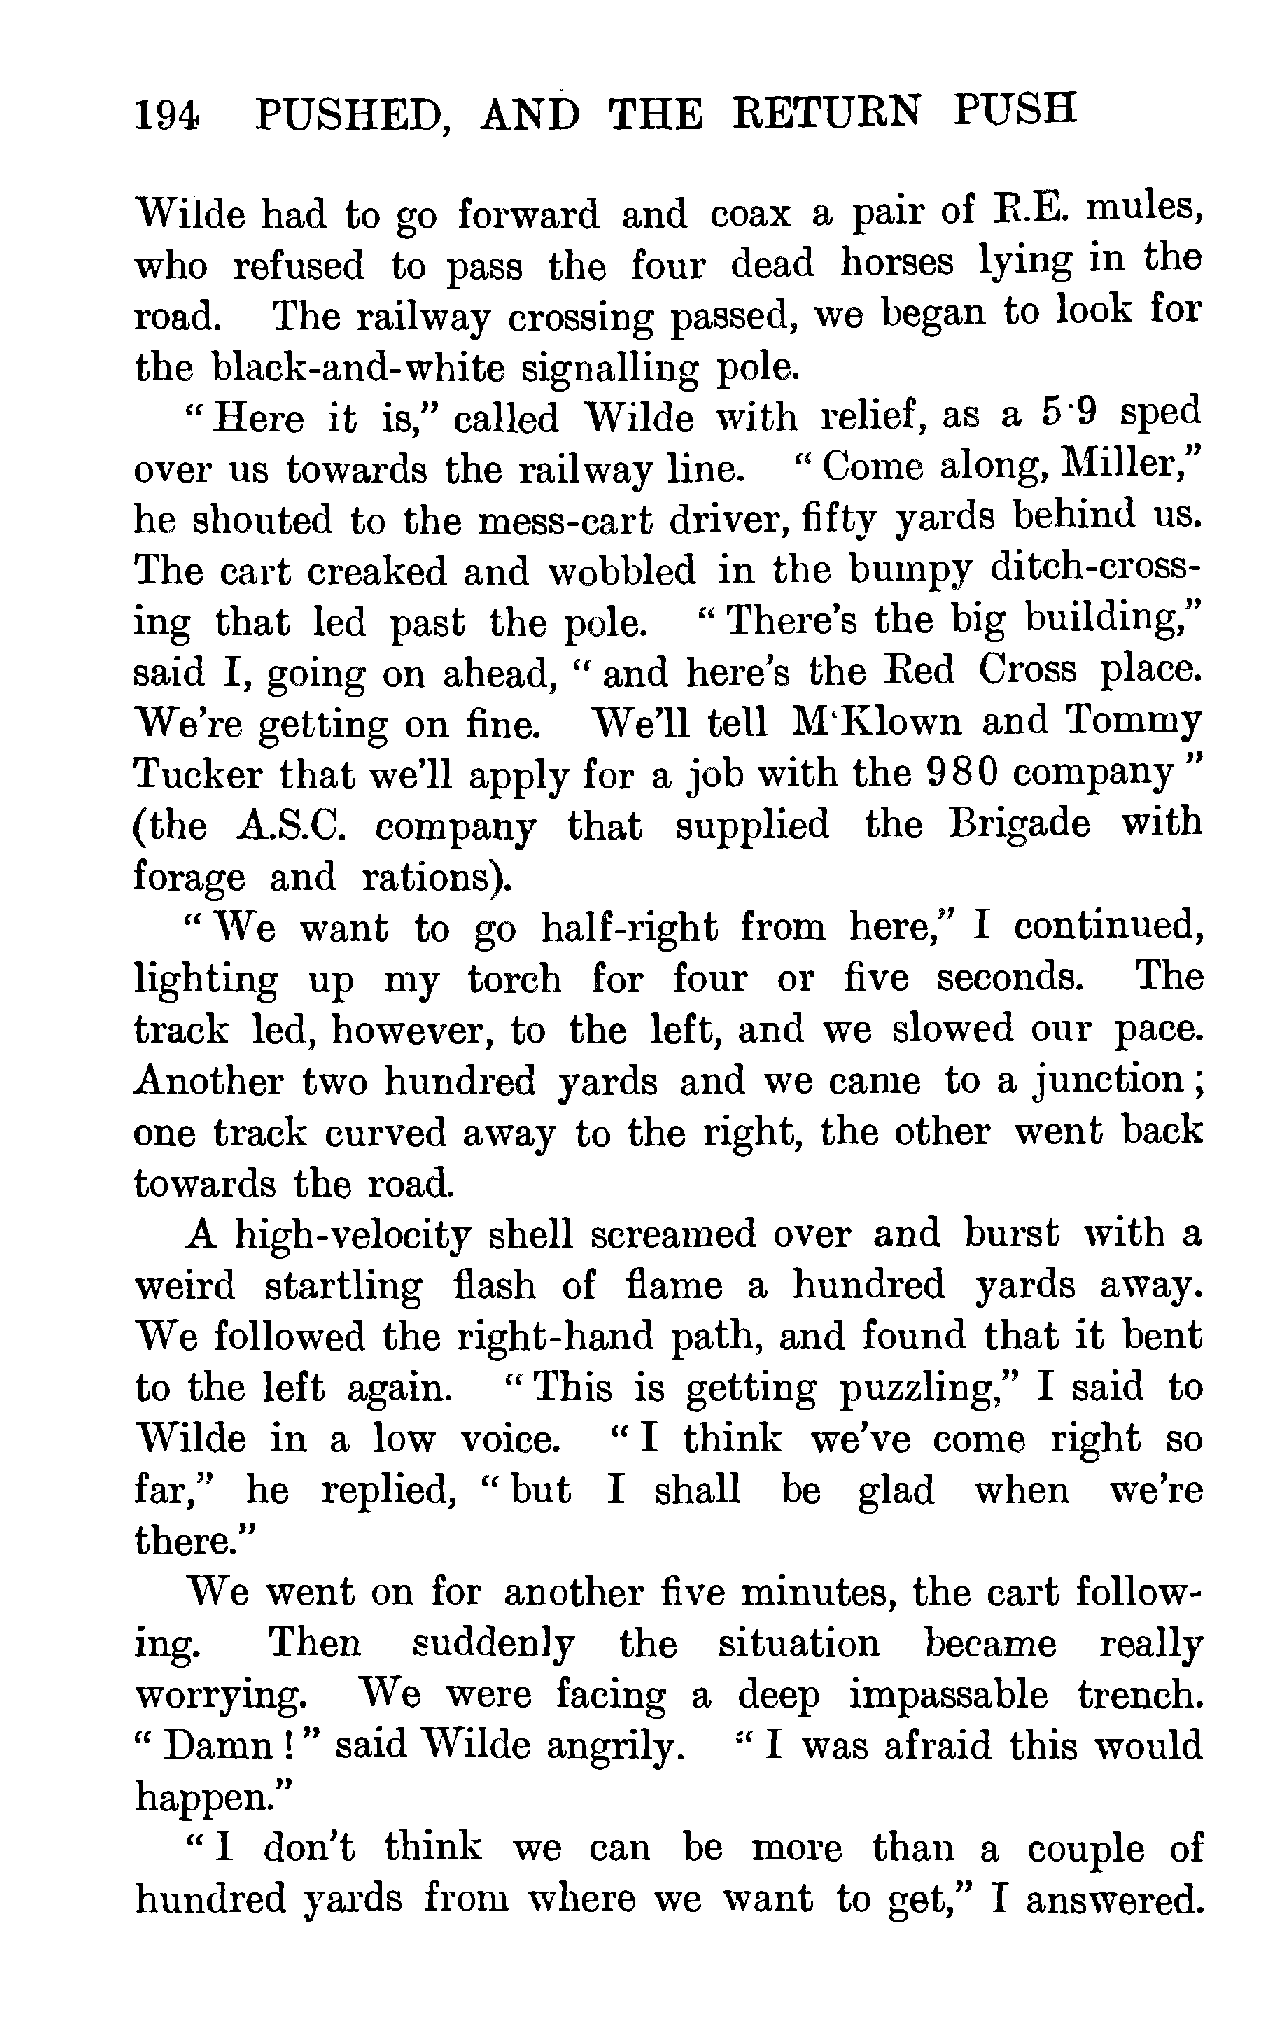 194 PUSHED, AND THE RETURN PUSH
Wilde had to go forward and coax a pair of R.E. mules,
who refused to pass the four dead horses lying in the
road. The railway crossing passed, we began to look for
the black-and-white signalling pole.
“Here it is,” called Wilde with relief, as a 5·9 sped
over us towards the railway line. “Come along, Miller,”
he shouted to the mess-cart driver, fifty yards behind us.
The cart creaked and wobbled in the bumpy ditch-cross-
ing that led past the pole. “There’s the big building,”
said I, going on ahead, “and here’s the Red Cross place.
We’re getting on fine. We’ll tell M‘Klown and Tommy
Tucker that we’ll apply for a job with the 980 company”
(the A.S.C. company that supplied the Brigade with
forage and rations).
“We want to go half-right from here,” I continued,
lighting up my torch for four or five seconds. The
track led, however, to the left, and we slowed our pace.
Another two hundred yards and we came to a junction;
one track curved away to the right, the other went back
towards the road.
A high-velocity shell screamed over and burst with a
weird startling flash of flame a hundred yards away.
We followed the right-hand path, and found that it bent
to the left again. “This is getting puzzling,” I said to
Wilde in a low voice. “I think we’ve come right so
far,” he replied, “but I shall be glad when we’re
there.”
We went on for another five minutes, the cart follow-
ing. Then suddenly the situation became really
worrying. We were facing a deep impassable trench.
“Damn!” said Wilde angrily. “I was afraid this would
happen.”
“I don’t think we can be more than a couple of
hundred yards from where we want to get,” I answered.